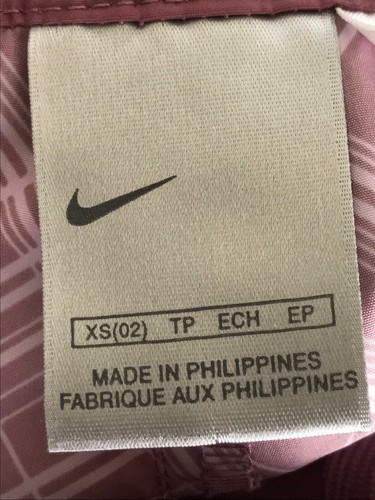 XS(02) TP ECH EP
MADE IN PHILIPPINES
FABRIQUE AUX PHILIPPINES